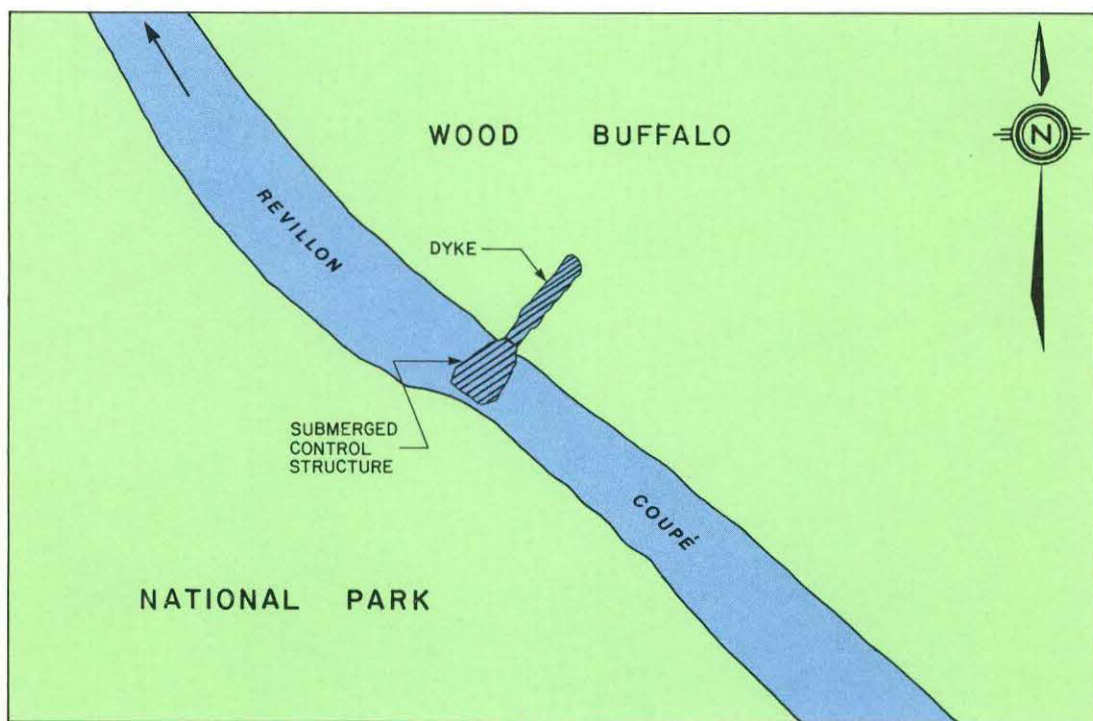 WOOD BUFFALO
N
REVILLON
DYKE
SUBMERGED
CONTROL
STRUCTURE
COUPÉ
NATIONAL PARK